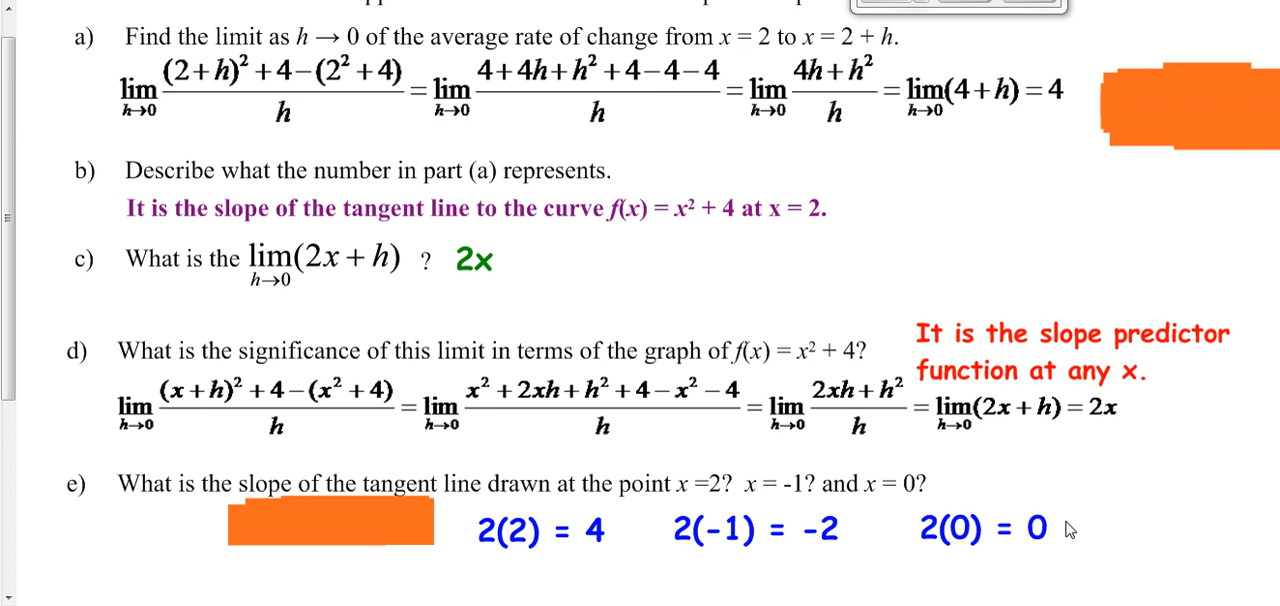 a) Find the limit as h → 0 of the average rate of change from x = 2 to x = 2 + h.
lim h→0 ((2+h)² + 4 − (2² + 4))/h = lim h→0 (4 + 4h + h² + 4 − 4 − 4)/h = lim h→0 (4h + h²)/h = lim h→0 (4 + h) = 4
b) Describe what the number in part (a) represents.
It is the slope of the tangent line to the curve f(x) = x² + 4 at x = 2.
c) What is the lim h→0 (2x + h) ? 2x
It is the slope predictor
d) What is the significance of this limit in terms of the graph of f(x) = x² + 4?
function at any x.
lim h→0 ((x + h)² + 4 − (x² + 4))/h = lim h→0 (x² + 2xh + h² + 4 − x² − 4)/h = lim h→0 (2xh + h²)/h = lim h→0 (2x + h) = 2x
e) What is the slope of the tangent line drawn at the point x =2? x = -1? and x = 0?
2(2) = 4 2(-1) = -2 2(0) = 0